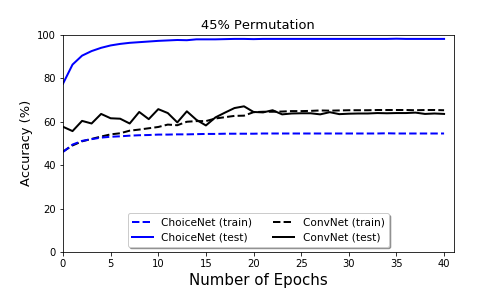 45% Permutation
Accuracy (%)
100
80
60
40
20
0
0 5 10 15 20 25 30 35 40
Number of Epochs
ChoiceNet (train) ConvNet (train)
ChoiceNet (test) ConvNet (test)